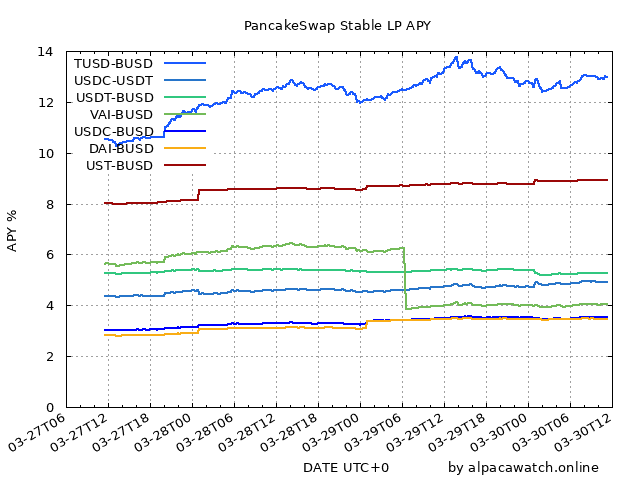 PancakeSwap Stable LP APY
14
12
10
8
6
4
2
0
APY %
TUSD-BUSD
USDC-USDT
USDT-BUSD
VAI-BUSD
USDC-BUSD
DAI-BUSD
UST-BUSD
03-27T06
03-27T12
03-27T18
03-28T00
03-28T06
03-28T12
03-28T18
03-29T00
03-29T06
03-29T12
03-29T18
03-30T00
03-30T06
03-30T12
DATE UTC+0
by alpacawatch.online